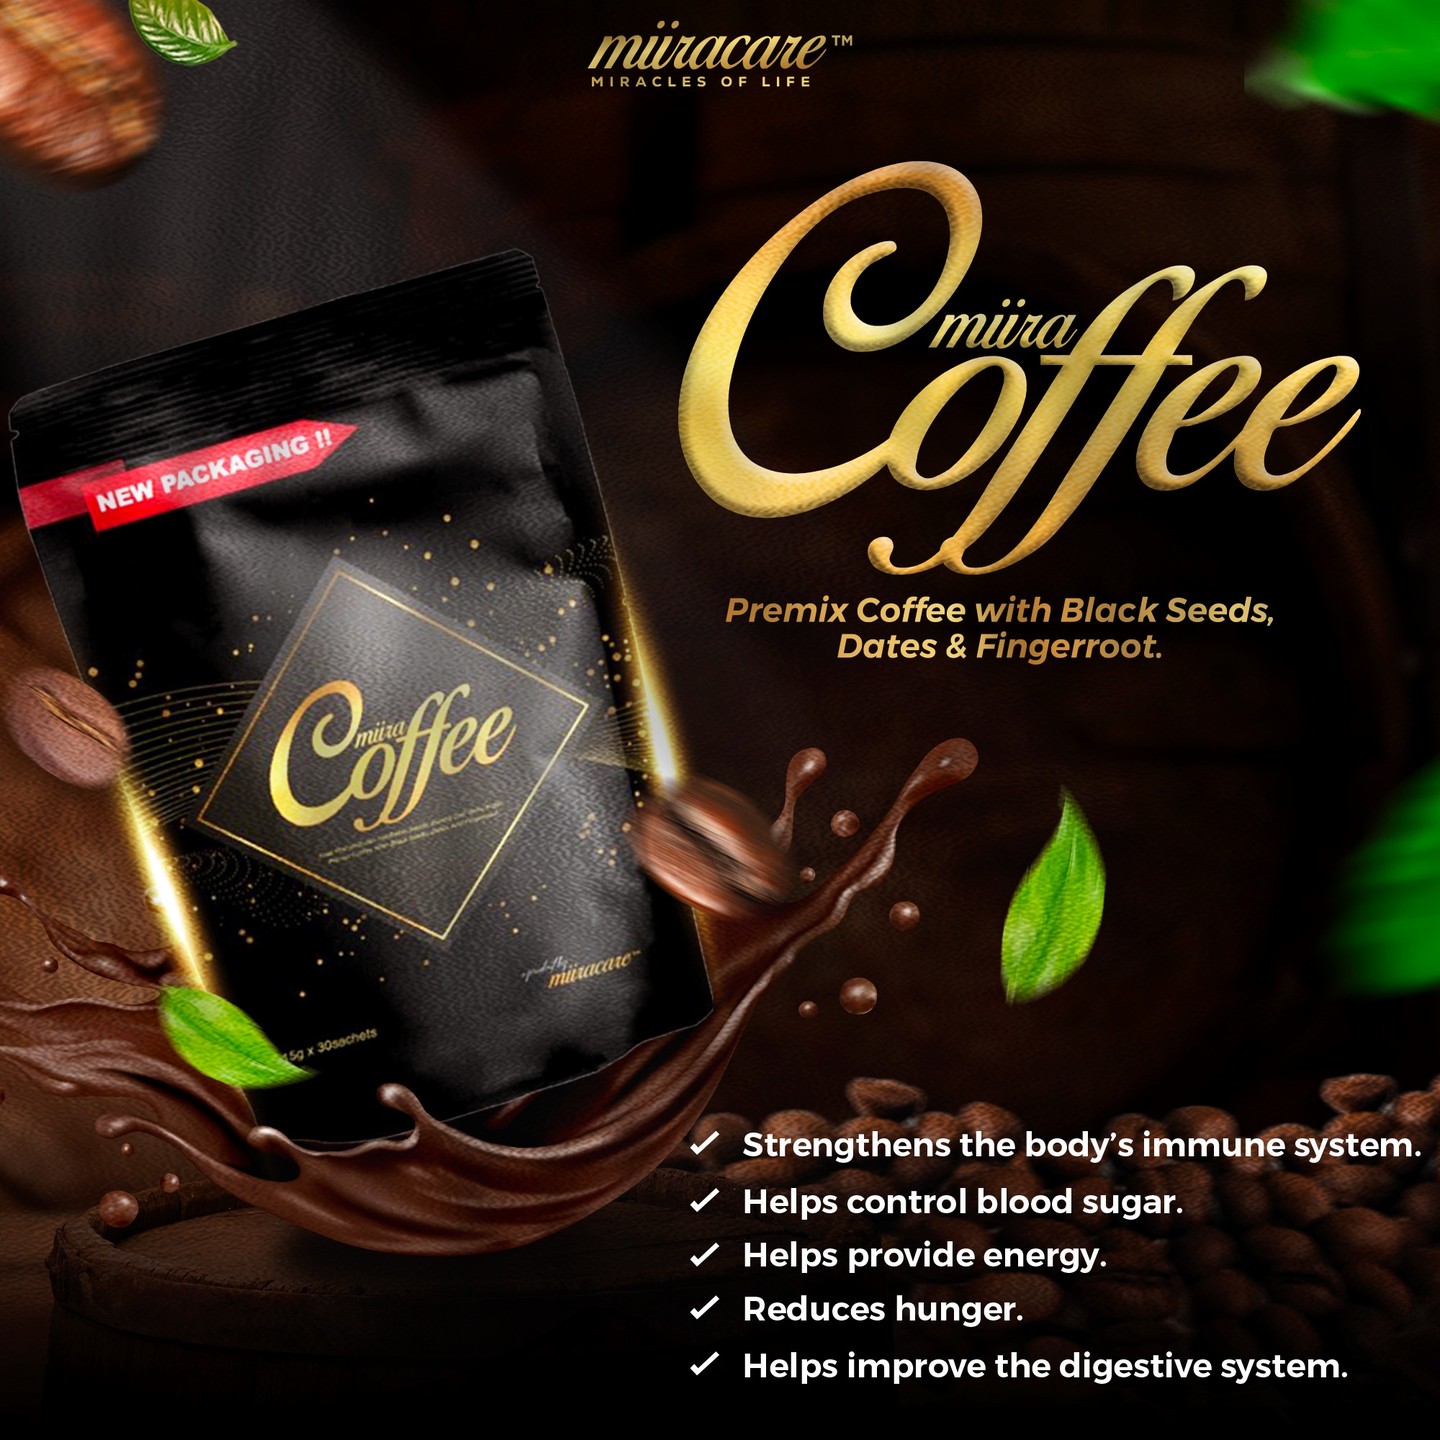 miiracare™
MIRACLES OF LIFE
miira
Coffee
Premix Coffee with Black Seeds,
Dates & Fingerroot.
NEW PACKAGING !!
miira
Coffee
miiracare™
15g x 30sachets
Strengthens the body’s immune system.
Helps control blood sugar.
Helps provide energy.
Reduces hunger.
Helps improve the digestive system.